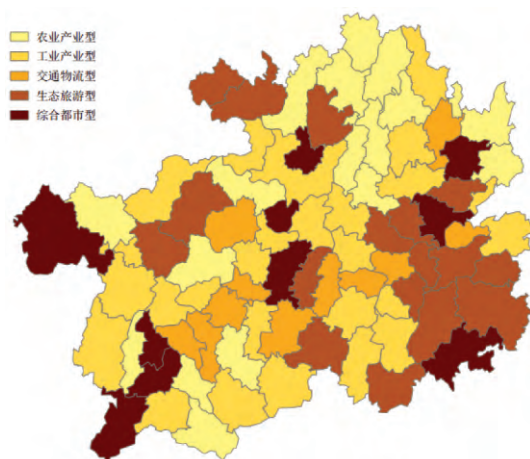 农业产业型
工业产业型
交通物流型
生态旅游型
综合都市型